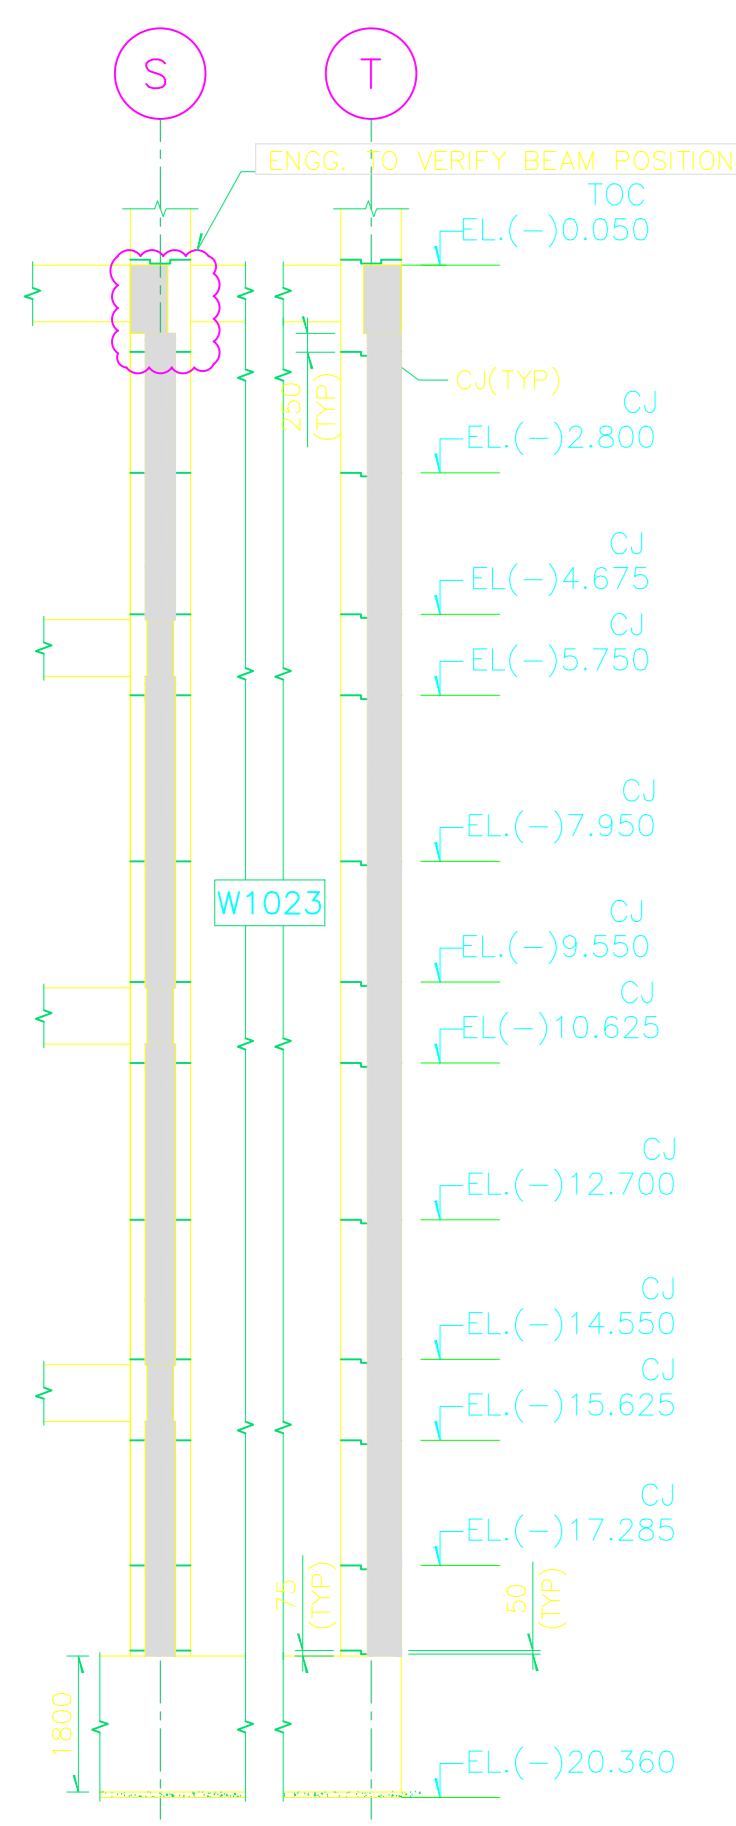 S
T
ENGG. TO VERIFY BEAM POSITION
TOC
EL.(-)0.050
250
(TYP)
CJ(TYP)
CJ
EL.(-)2.800
CJ
EL(-)4.675
CJ
EL(-)5.750
CJ
EL.(-)7.950
W1023
CJ
EL.(-)9.550
CJ
EL(-)10.625
CJ
EL.(-)12.700
CJ
EL.(-)14.550
CJ
EL.(-)15.625
CJ
EL.(-)17.285
75
(TYP)
50
(TYP)
1800
EL.(-)20.360